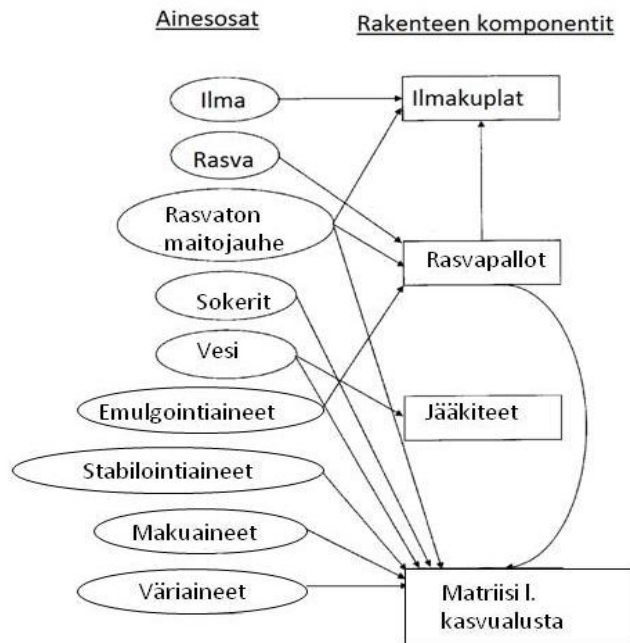 Ainesosat
Rakenteen komponentit
Ilma
Ilmakuplat
Rasva
Rasvaton
maitojauhe
Rasvapallot
Sokerit
Vesi
Emulgointiaineet
Jääkiteet
Stabilointiaineet
Makuaineet
Väriaineet
Matriisi l.
kasvualusta